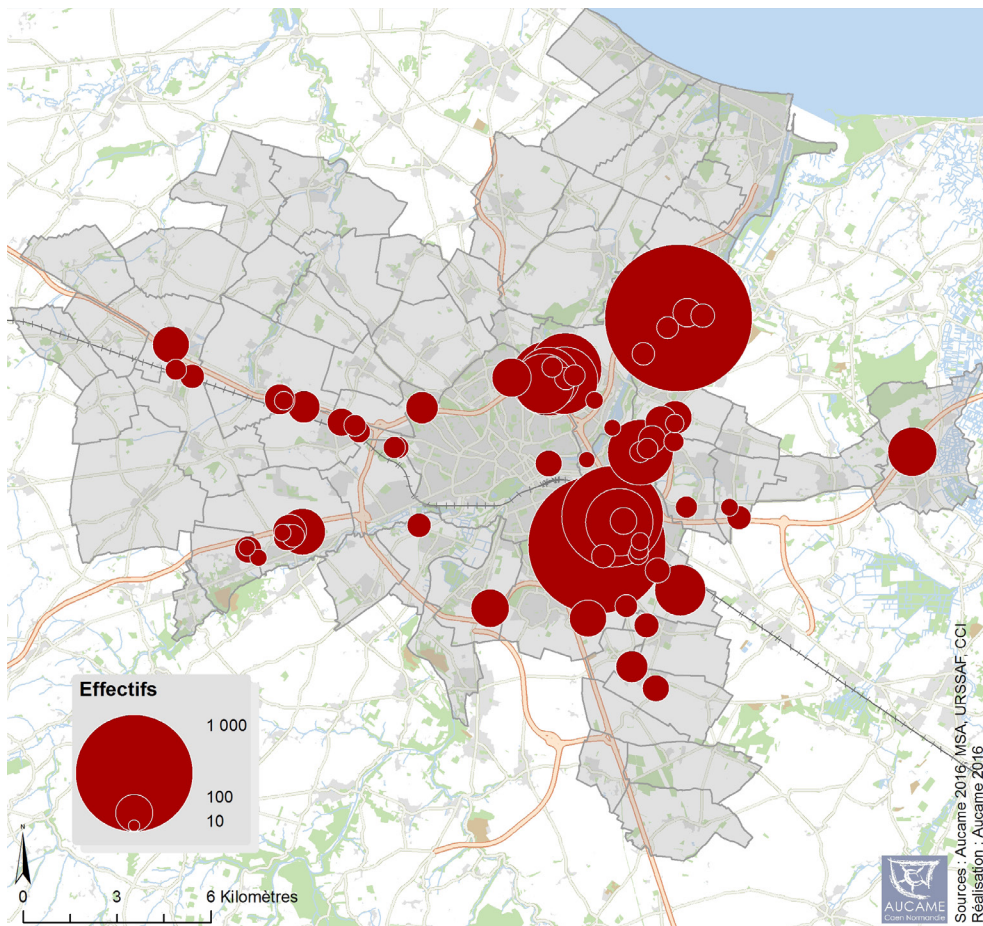 Effectifs
1 000
100
10
N
0
3
6 Kilomètres
Sources : Aucame 2016, MSA, URSSAF, CCI
Réalisation : Aucame 2016
AUCAME
Caen Normandie